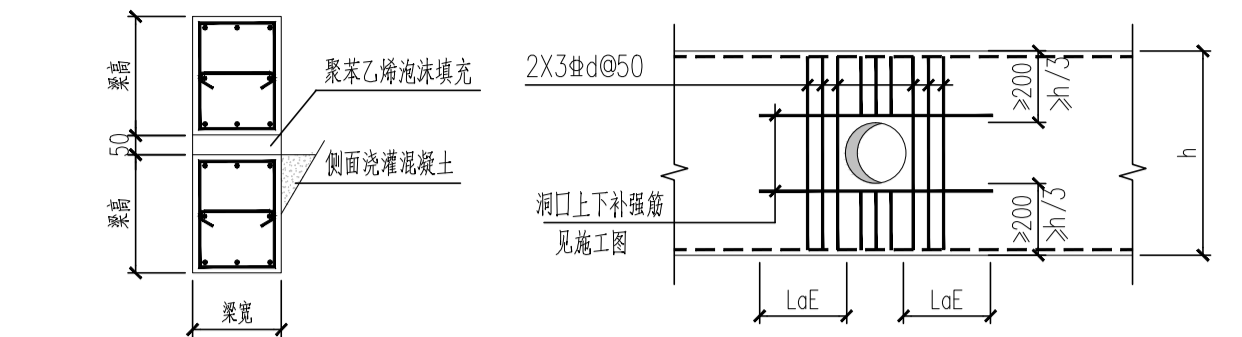 梁高
50
梁高
聚苯乙烯泡沫填充
侧面浇灌混凝土
梁宽
2X3⌀d@50
洞口上下补强筋
见施工图
≥200
≥h/3
≥200
≥h/3
h
LaE
LaE